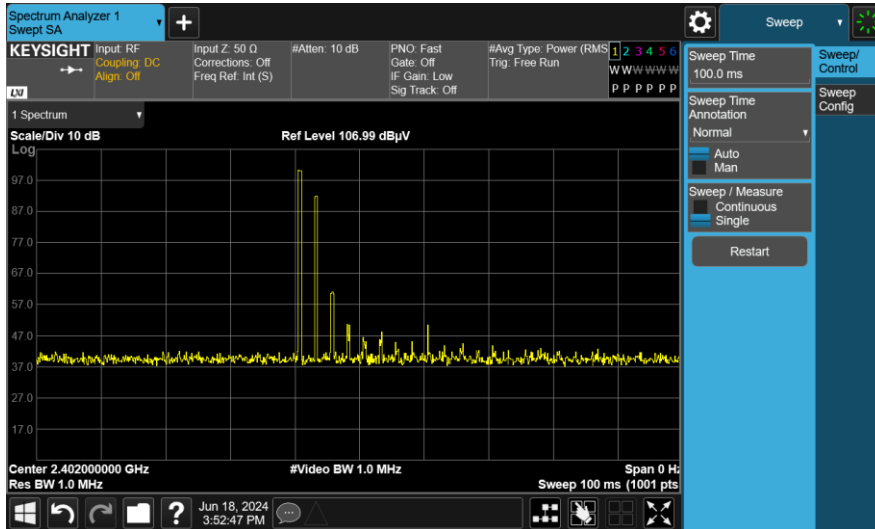 Spectrum Analyzer 1
Swept SA
+
Sweep
KEYSIGHT
LXI
Input: RF
Coupling: DC
Align: Off
Input Z: 50 Ω
Corrections: Off
Freq Ref: Int (S)
#Atten: 10 dB
PNO: Fast
Gate: Off
IF Gain: Low
Sig Track: Off
#Avg Type: Power (RMS
Trig: Free Run
1 2 3 4 5 6
W W W W W W
P P P P P P
1 Spectrum
Scale/Div 10 dB
Ref Level 106.99 dBµV
Log
97.0
87.0
77.0
67.0
57.0
47.0
37.0
27.0
17.0
Center 2.402000000 GHz
Res BW 1.0 MHz
#Video BW 1.0 MHz
Span 0 Hz
Sweep 100 ms (1001 pts
Sweep Time
100.0 ms
Sweep Time
Annotation
Normal
Auto
Man
Sweep / Measure
Continuous
Single
Restart
Sweep/
Control
Sweep
Config
?
Jun 18, 2024
3:52:47 PM